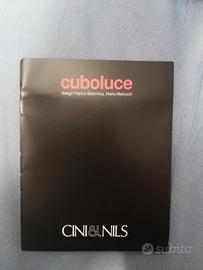 cuboluce
design Franco Bettonica, Mario Melocchi
CINI&NILS
subito